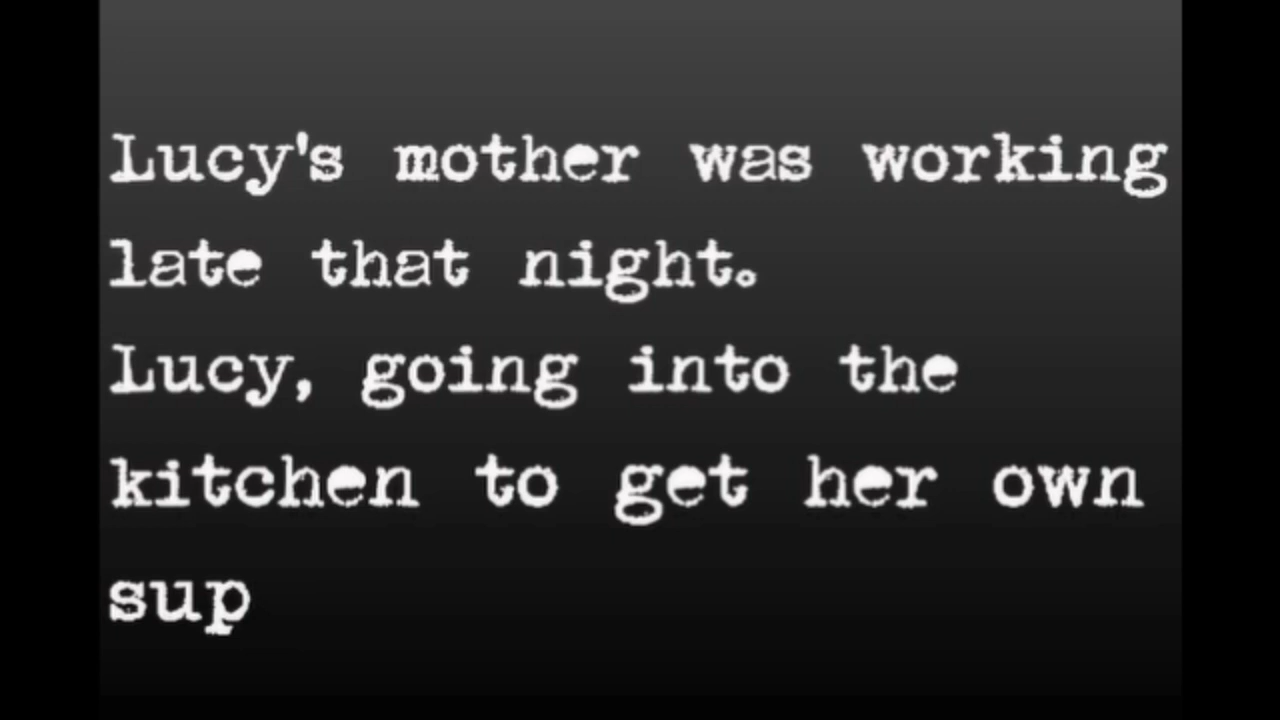 Lucy's mother was working
late that night.
Lucy, going into the
kitchen to get her own
sup